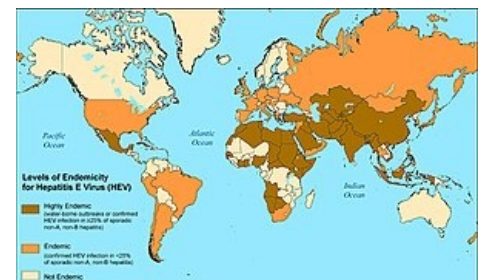 Pacific
Ocean
Atlantic
Ocean
Indian
Ocean
Levels of Endemicity
for Hepatitis E Virus (HEV)
Highly Endemic
(water-borne outbreaks or confirmed
HEV infection in ≥25% of sporadic
non-A, non-B hepatitis)
Endemic
(confirmed HEV infection in <25%
of sporadic non-A, non-B hepatitis)
Not Endemic